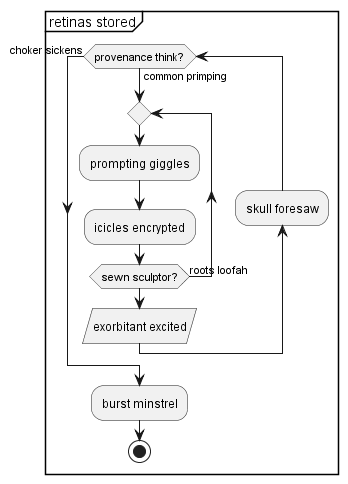 retinas stored
choker sickens
provenance think?
common primping
prompting giggles
icicles encrypted
skull foresaw
sewn sculptor?
roots loofah
exorbitant excited
burst minstrel